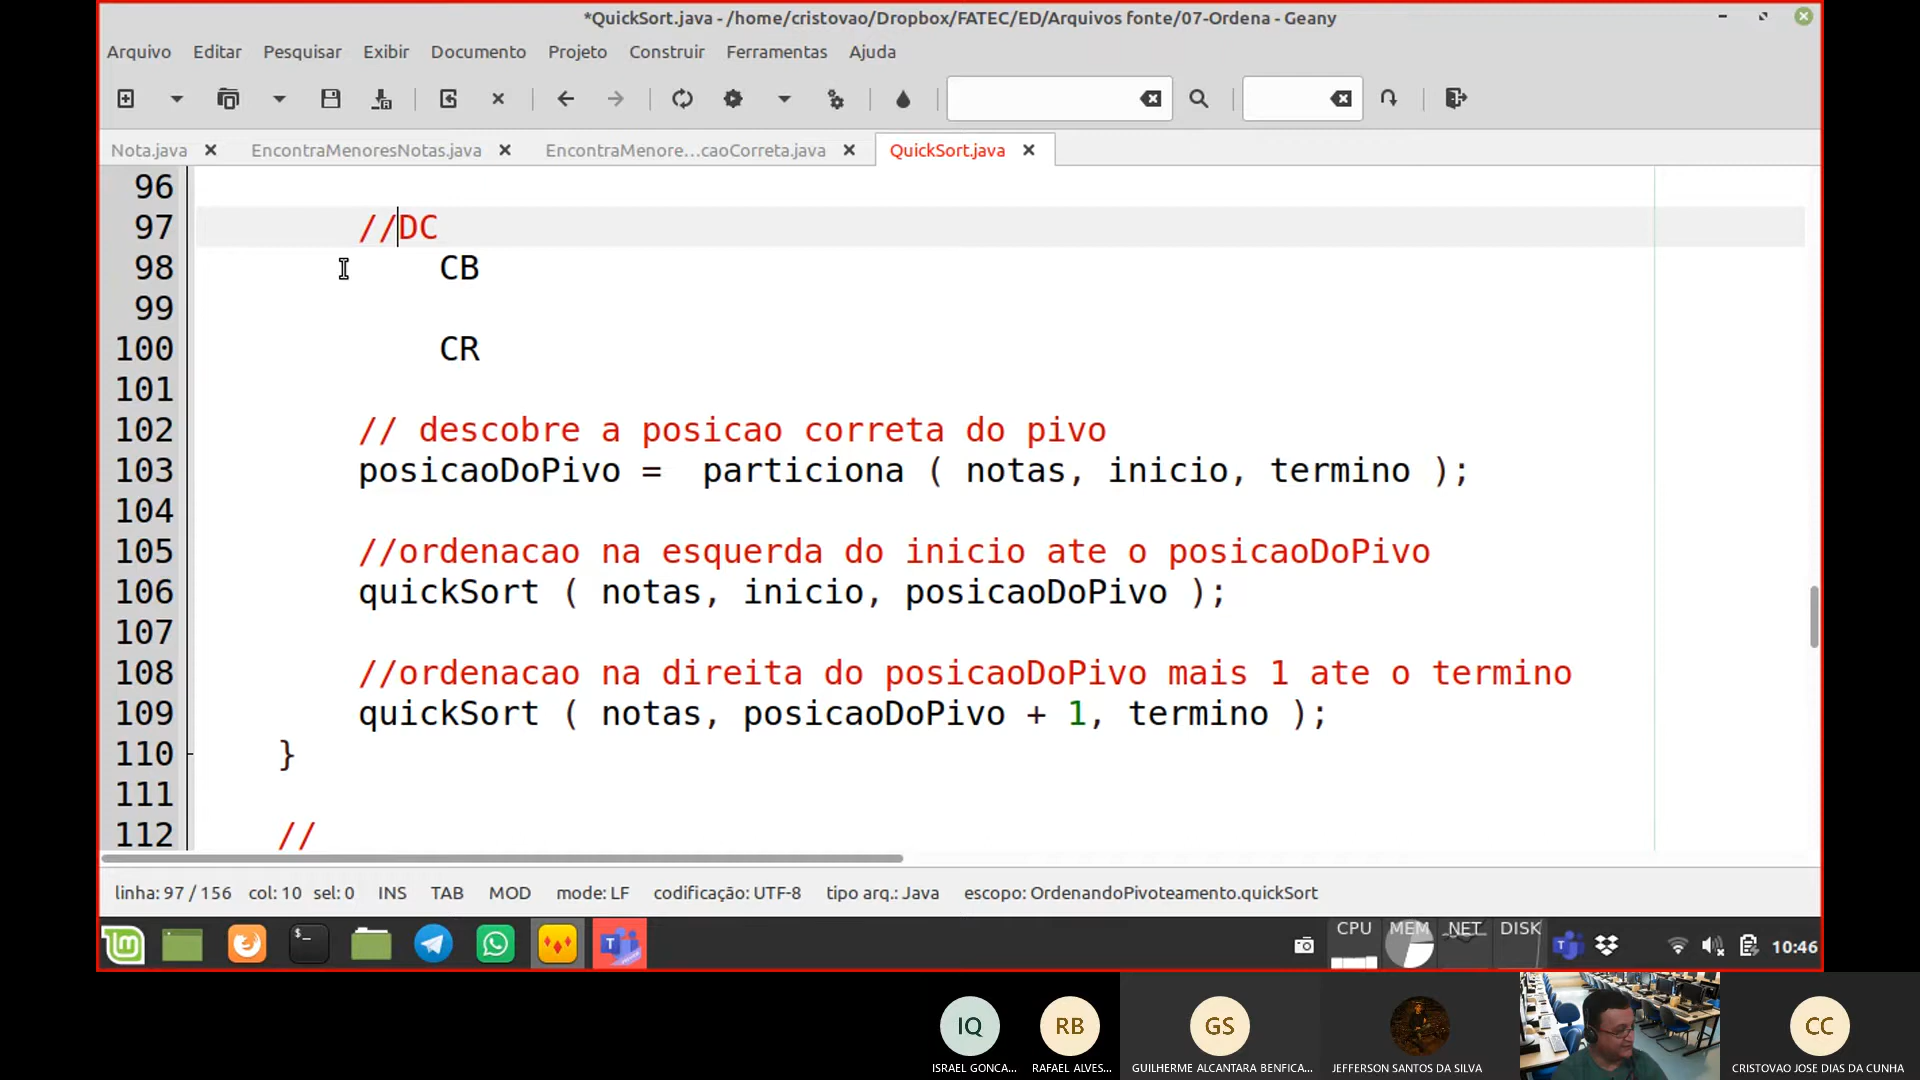 *QuickSort.java - /home/cristovao/Dropbox/FATEC/ED/Arquivos fonte/07-Ordena - Geany
Arquivo Editar Pesquisar Exibir Documento Projeto Construir Ferramentas Ajuda
Nota.java EncontraMenoresNotas.java EncontraMenore...caoCorreta.java QuickSort.java
96
97 //DC
98 CB
99
100 CR
101
102 // descobre a posicao correta do pivo
103 posicaoDoPivo = particiona ( notas, inicio, termino );
104
105 //ordenacao na esquerda do inicio ate o posicaoDoPivo
106 quickSort ( notas, inicio, posicaoDoPivo );
107
108 //ordenacao na direita do posicaoDoPivo mais 1 ate o termino
109 quickSort ( notas, posicaoDoPivo + 1, termino );
110 }
111
112 //
linha: 97 / 156 col: 10 sel: 0 INS TAB MOD mode: LF codificação: UTF-8 tipo arq.: Java escopo: OrdenandoPivoteamento.quickSort
CPU MEM NET DISK 10:46
IQ RB GS CC
ISRAEL GONCA... RAFAEL ALVES... GUILHERME ALCANTARA BENFICA... JEFFERSON SANTOS DA SILVA CRISTOVAO JOSE DIAS DA CUNHA